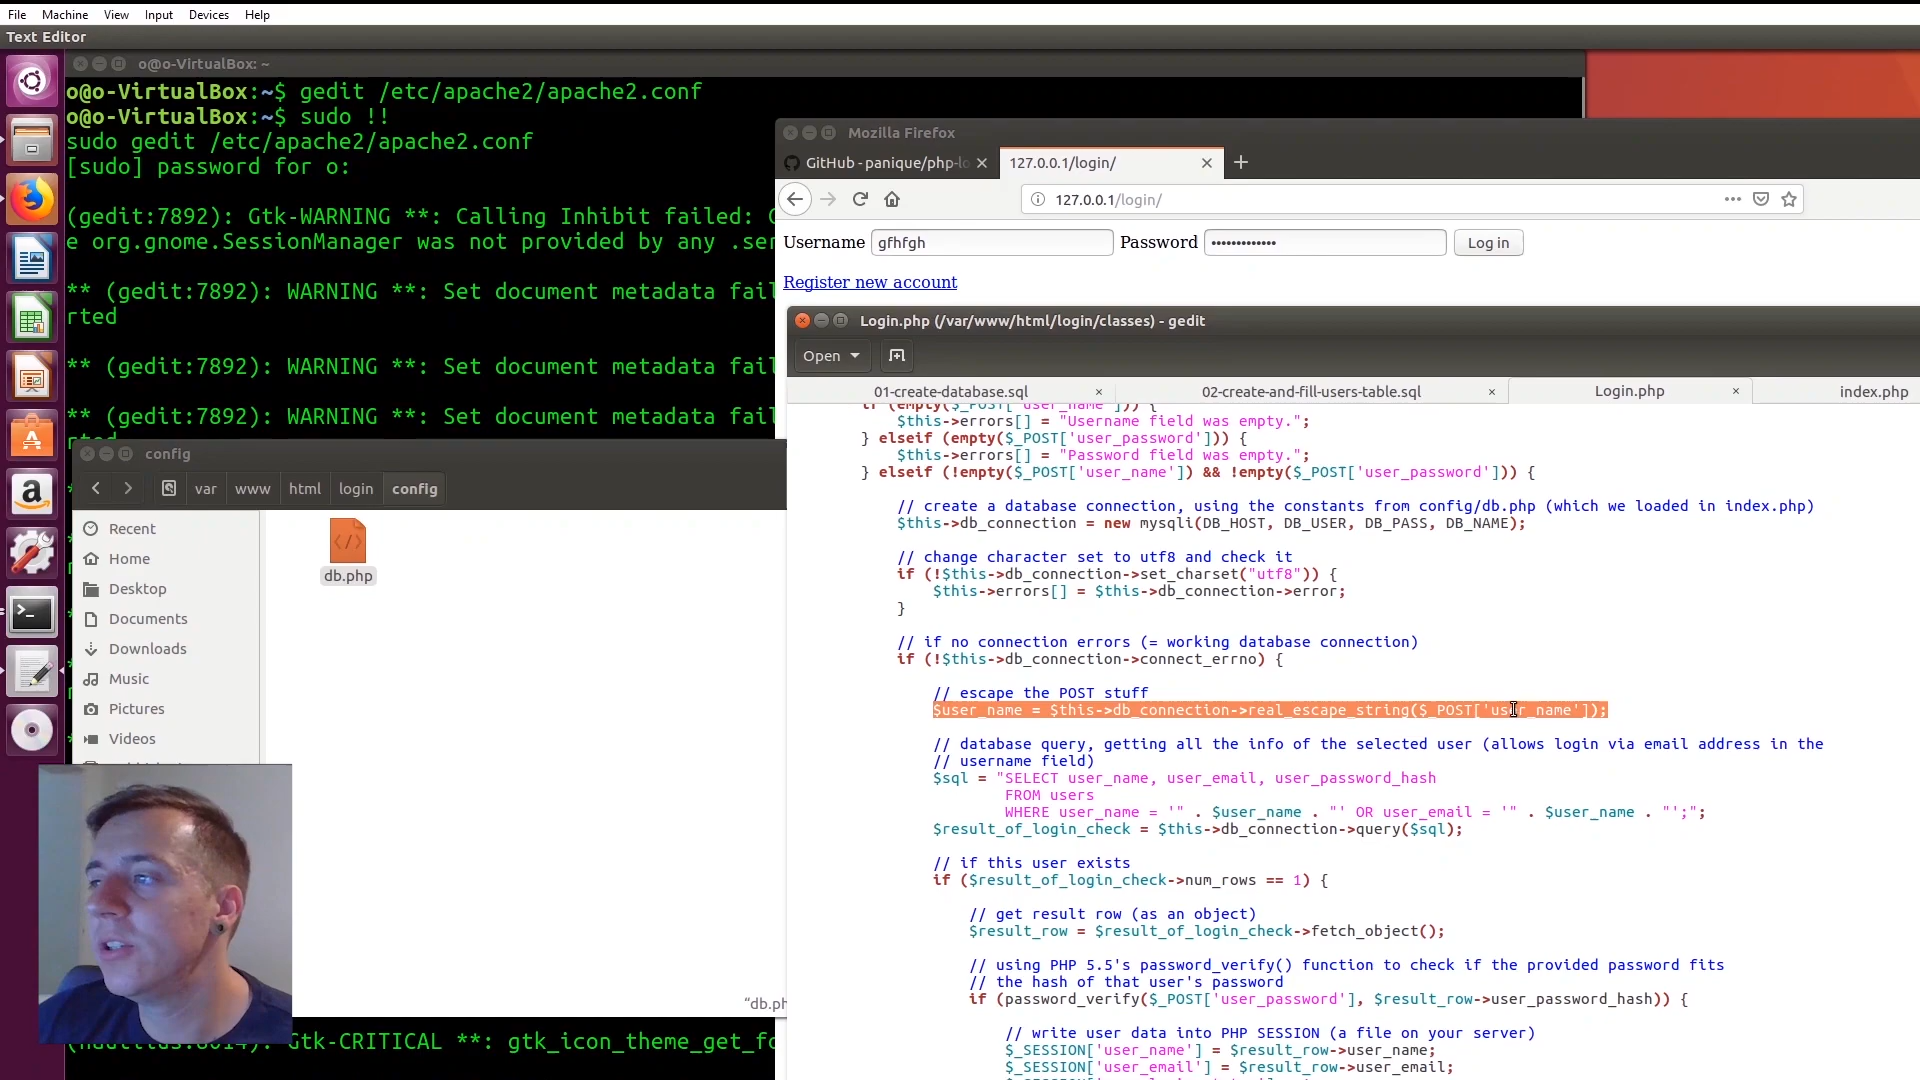 File Machine View Input Devices Help
Text Editor
o@o-VirtualBox: ~
o@o-VirtualBox:~$ gedit /etc/apache2/apache2.conf
o@o-VirtualBox:~$ sudo !!
sudo gedit /etc/apache2/apache2.conf
[sudo] password for o:
(gedit:7892): Gtk-WARNING **: Calling Inhibit failed:
e org.gnome.SessionManager was not provided by any .ser
** (gedit:7892): WARNING **: Set document metadata fail
rted
** (gedit:7892): WARNING **: Set document metadata fail
** (gedit:7892): WARNING **: Set document metadata fail
Mozilla Firefox
GitHub - panique/php-lo
127.0.0.1/login/
127.0.0.1/login/
Username gfhfgh Password ••••••••••••• Log in
Register new account
Login.php (/var/www/html/login/classes) - gedit
Open
01-create-database.sql 02-create-and-fill-users-table.sql Login.php index.php
if (empty($_POST['user_name'])) {
$this->errors[] = "Username field was empty.";
} elseif (empty($_POST['user_password'])) {
$this->errors[] = "Password field was empty.";
} elseif (!empty($_POST['user_name']) && !empty($_POST['user_password'])) {
// create a database connection, using the constants from config/db.php (which we loaded in index.php)
$this->db_connection = new mysqli(DB_HOST, DB_USER, DB_PASS, DB_NAME);
// change character set to utf8 and check it
if (!$this->db_connection->set_charset("utf8")) {
$this->errors[] = $this->db_connection->error;
}
// if no connection errors (= working database connection)
if (!$this->db_connection->connect_errno) {
// escape the POST stuff
$user_name = $this->db_connection->real_escape_string($_POST['user_name']);
// database query, getting all the info of the selected user (allows login via email address in the
// username field)
$sql = "SELECT user_name, user_email, user_password_hash
FROM users
WHERE user_name = '" . $user_name . "' OR user_email = '" . $user_name . "';";
$result_of_login_check = $this->db_connection->query($sql);
// if this user exists
if ($result_of_login_check->num_rows == 1) {
// get result row (as an object)
$result_row = $result_of_login_check->fetch_object();
// using PHP 5.5's password_verify() function to check if the provided password fits
// the hash of that user's password
if (password_verify($_POST['user_password'], $result_row->user_password_hash)) {
// write user data into PHP SESSION (a file on your server)
$_SESSION['user_name'] = $result_row->user_name;
$_SESSION['user_email'] = $result_row->user_email;
config
var www html login config
Recent
Home
Desktop
Documents
Downloads
Music
Pictures
Videos
db.php
“db.ph
Gtk-CRITICAL **: gtk_icon_theme_get_fo